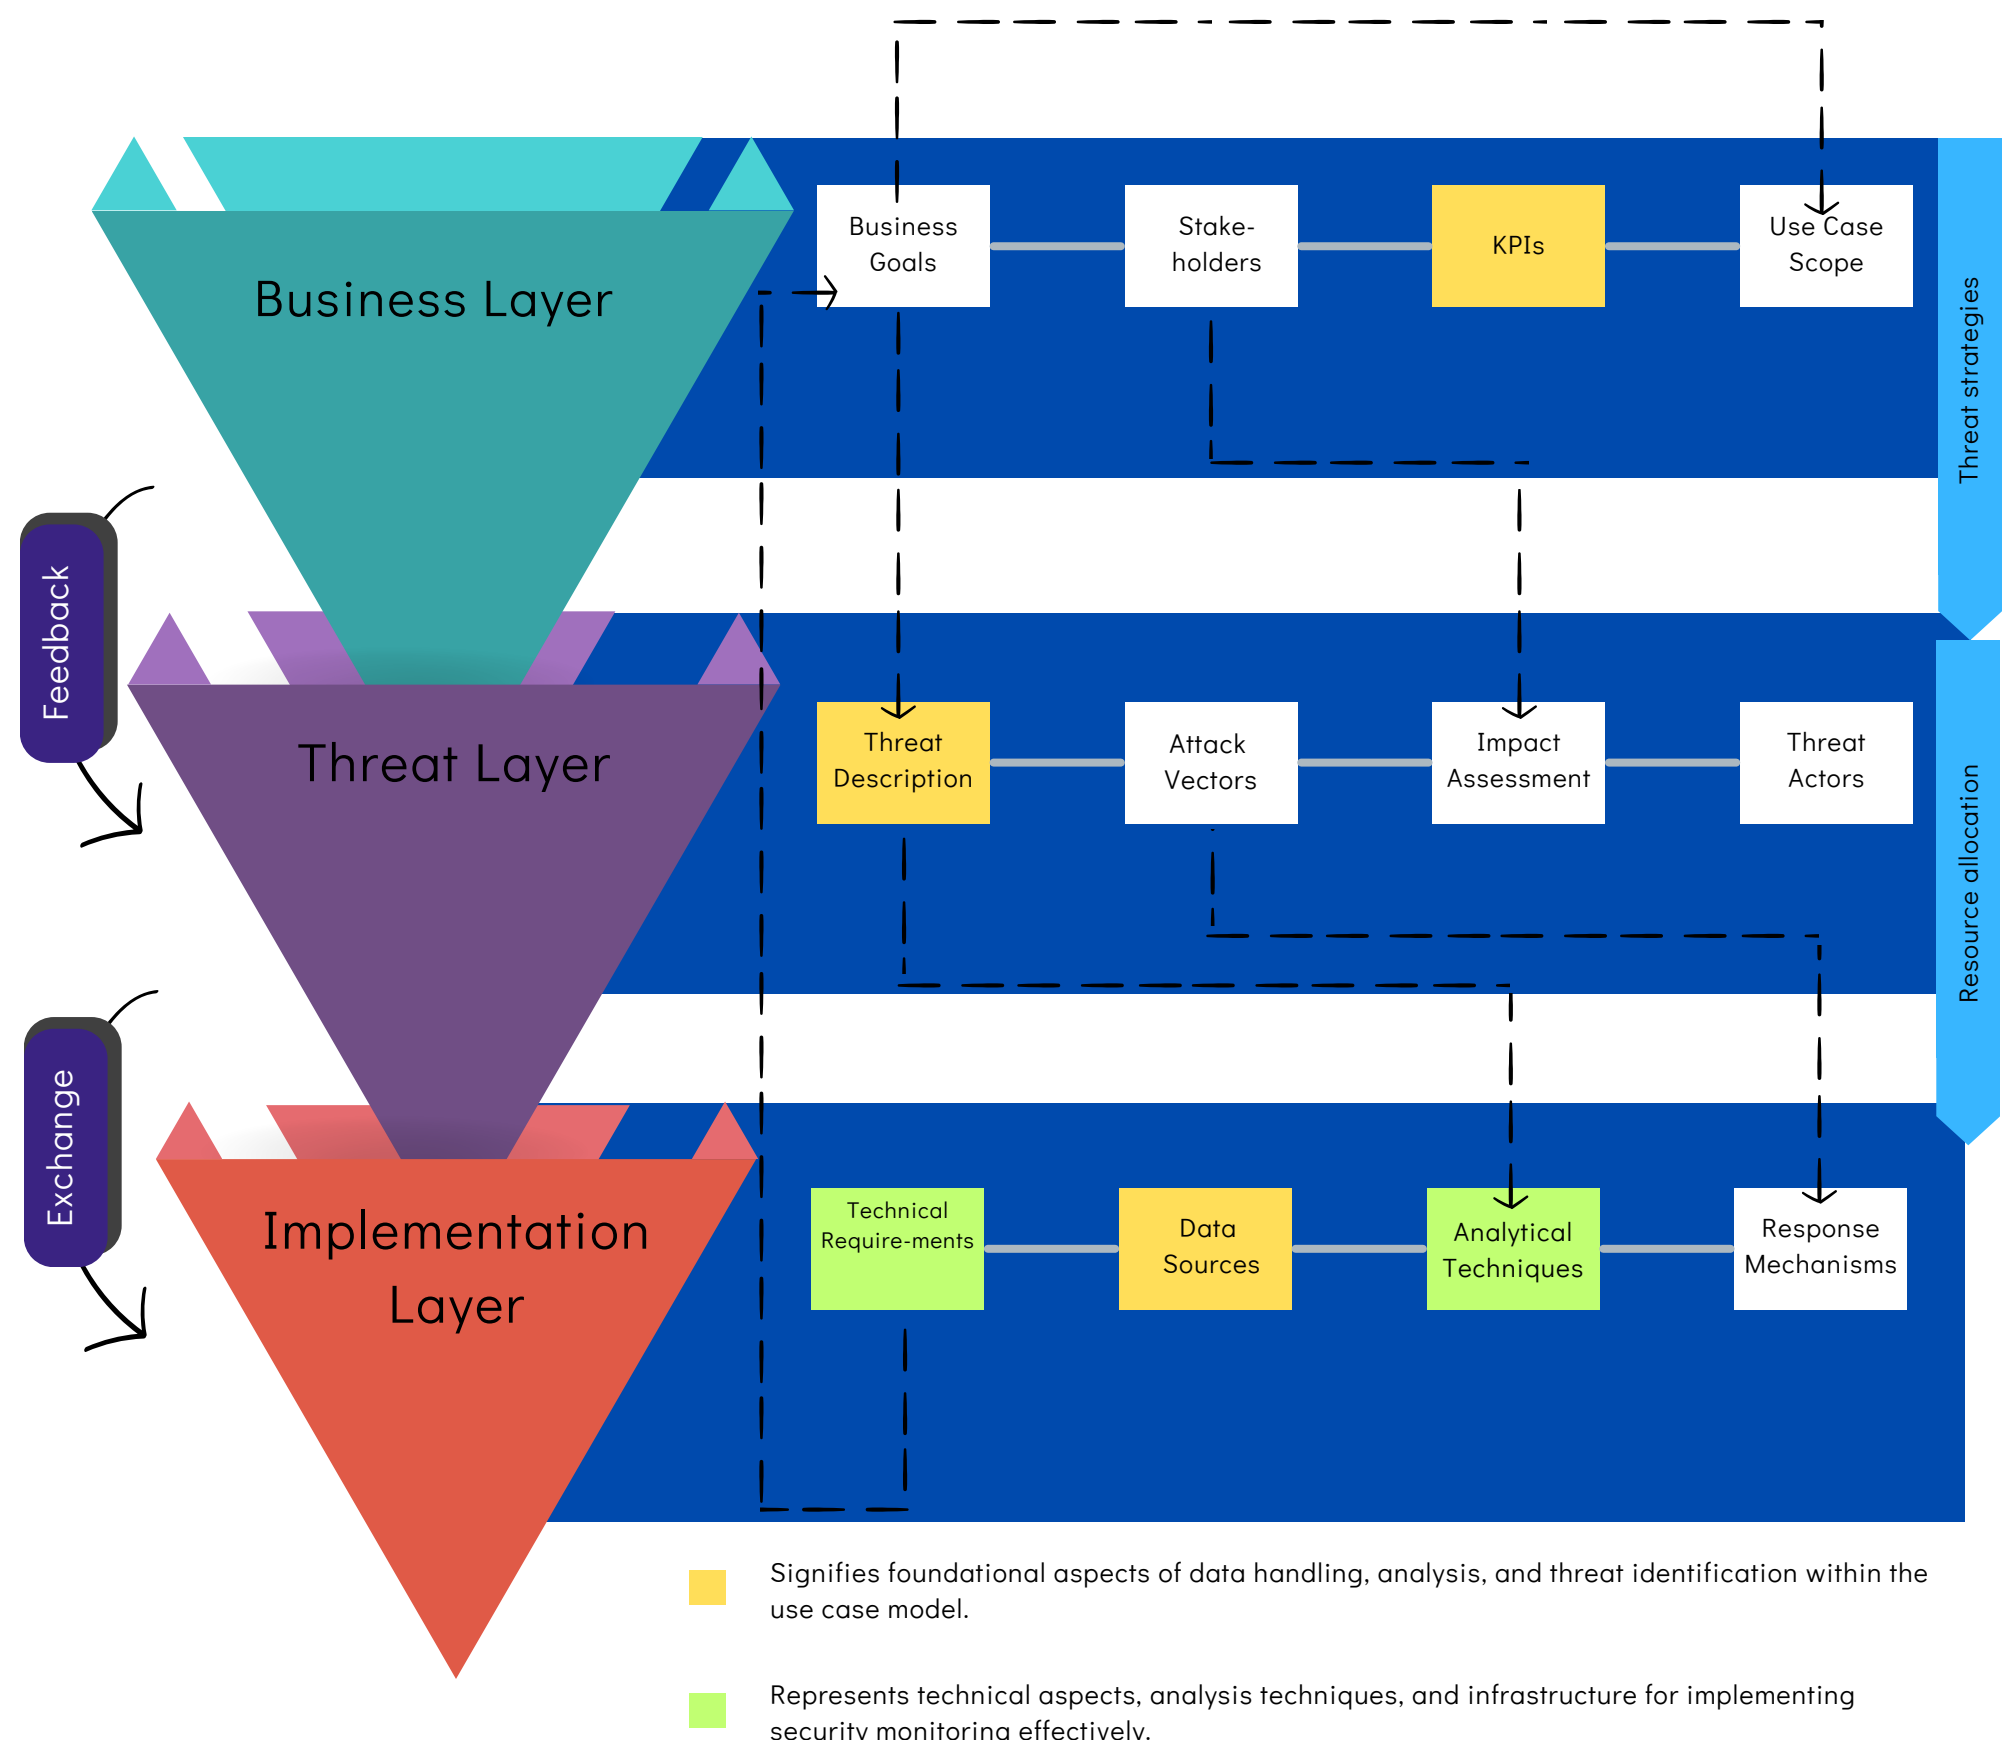 Business
Goals
Stake-
holders
KPIs
Use Case
Scope
Business Layer
Threat strategies
Feedback
Threat Layer
Threat
Description
Attack
Vectors
Impact
Assessment
Threat
Actors
Resource allocation
Exchange
Implementation
Layer
Technical
Require-ments
Data
Sources
Analytical
Techniques
Response
Mechanisms
Signifies foundational aspects of data handling, analysis, and threat identification within the
use case model.
Represents technical aspects, analysis techniques, and infrastructure for implementing
security monitoring effectively.